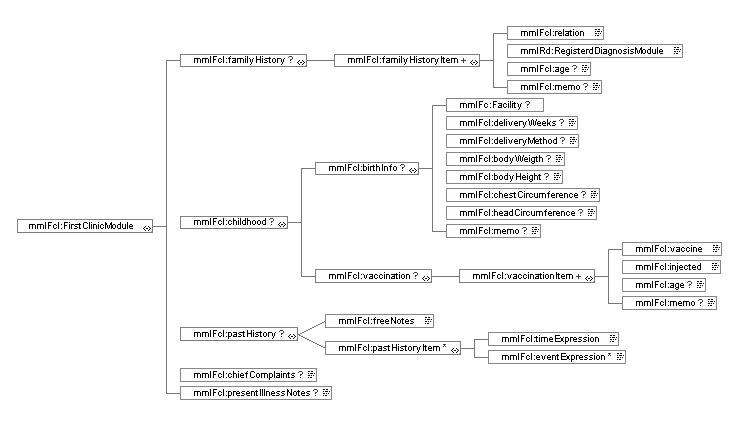 mmlFcl:FirstClinicModule
mmlFcl:familyHistory ?
mmlFcl:familyHistoryItem +
mmlFcl:relation
mmlRd:RegisterdDiagnosisModule
mmlFcl:age ?
mmlFcl:memo ?
mmlFcl:childhood ?
mmlFcl:birthInfo ?
mmlFc:Facility ?
mmlFcl:deliveryWeeks ?
mmlFcl:deliveryMethod ?
mmlFcl:bodyWeigth ?
mmlFcl:bodyHeight ?
mmlFcl:chestCircumference ?
mmlFcl:headCircumference ?
mmlFcl:memo ?
mmlFcl:vaccination ?
mmlFcl:vaccinationItem +
mmlFcl:vaccine
mmlFcl:injected
mmlFcl:age ?
mmlFcl:memo ?
mmlFcl:pastHistory ?
mmlFcl:freeNotes
mmlFcl:pastHistoryItem *
mmlFcl:timeExpression
mmlFcl:eventExpression *
mmlFcl:chiefComplaints ?
mmlFcl:presentIllnessNotes ?